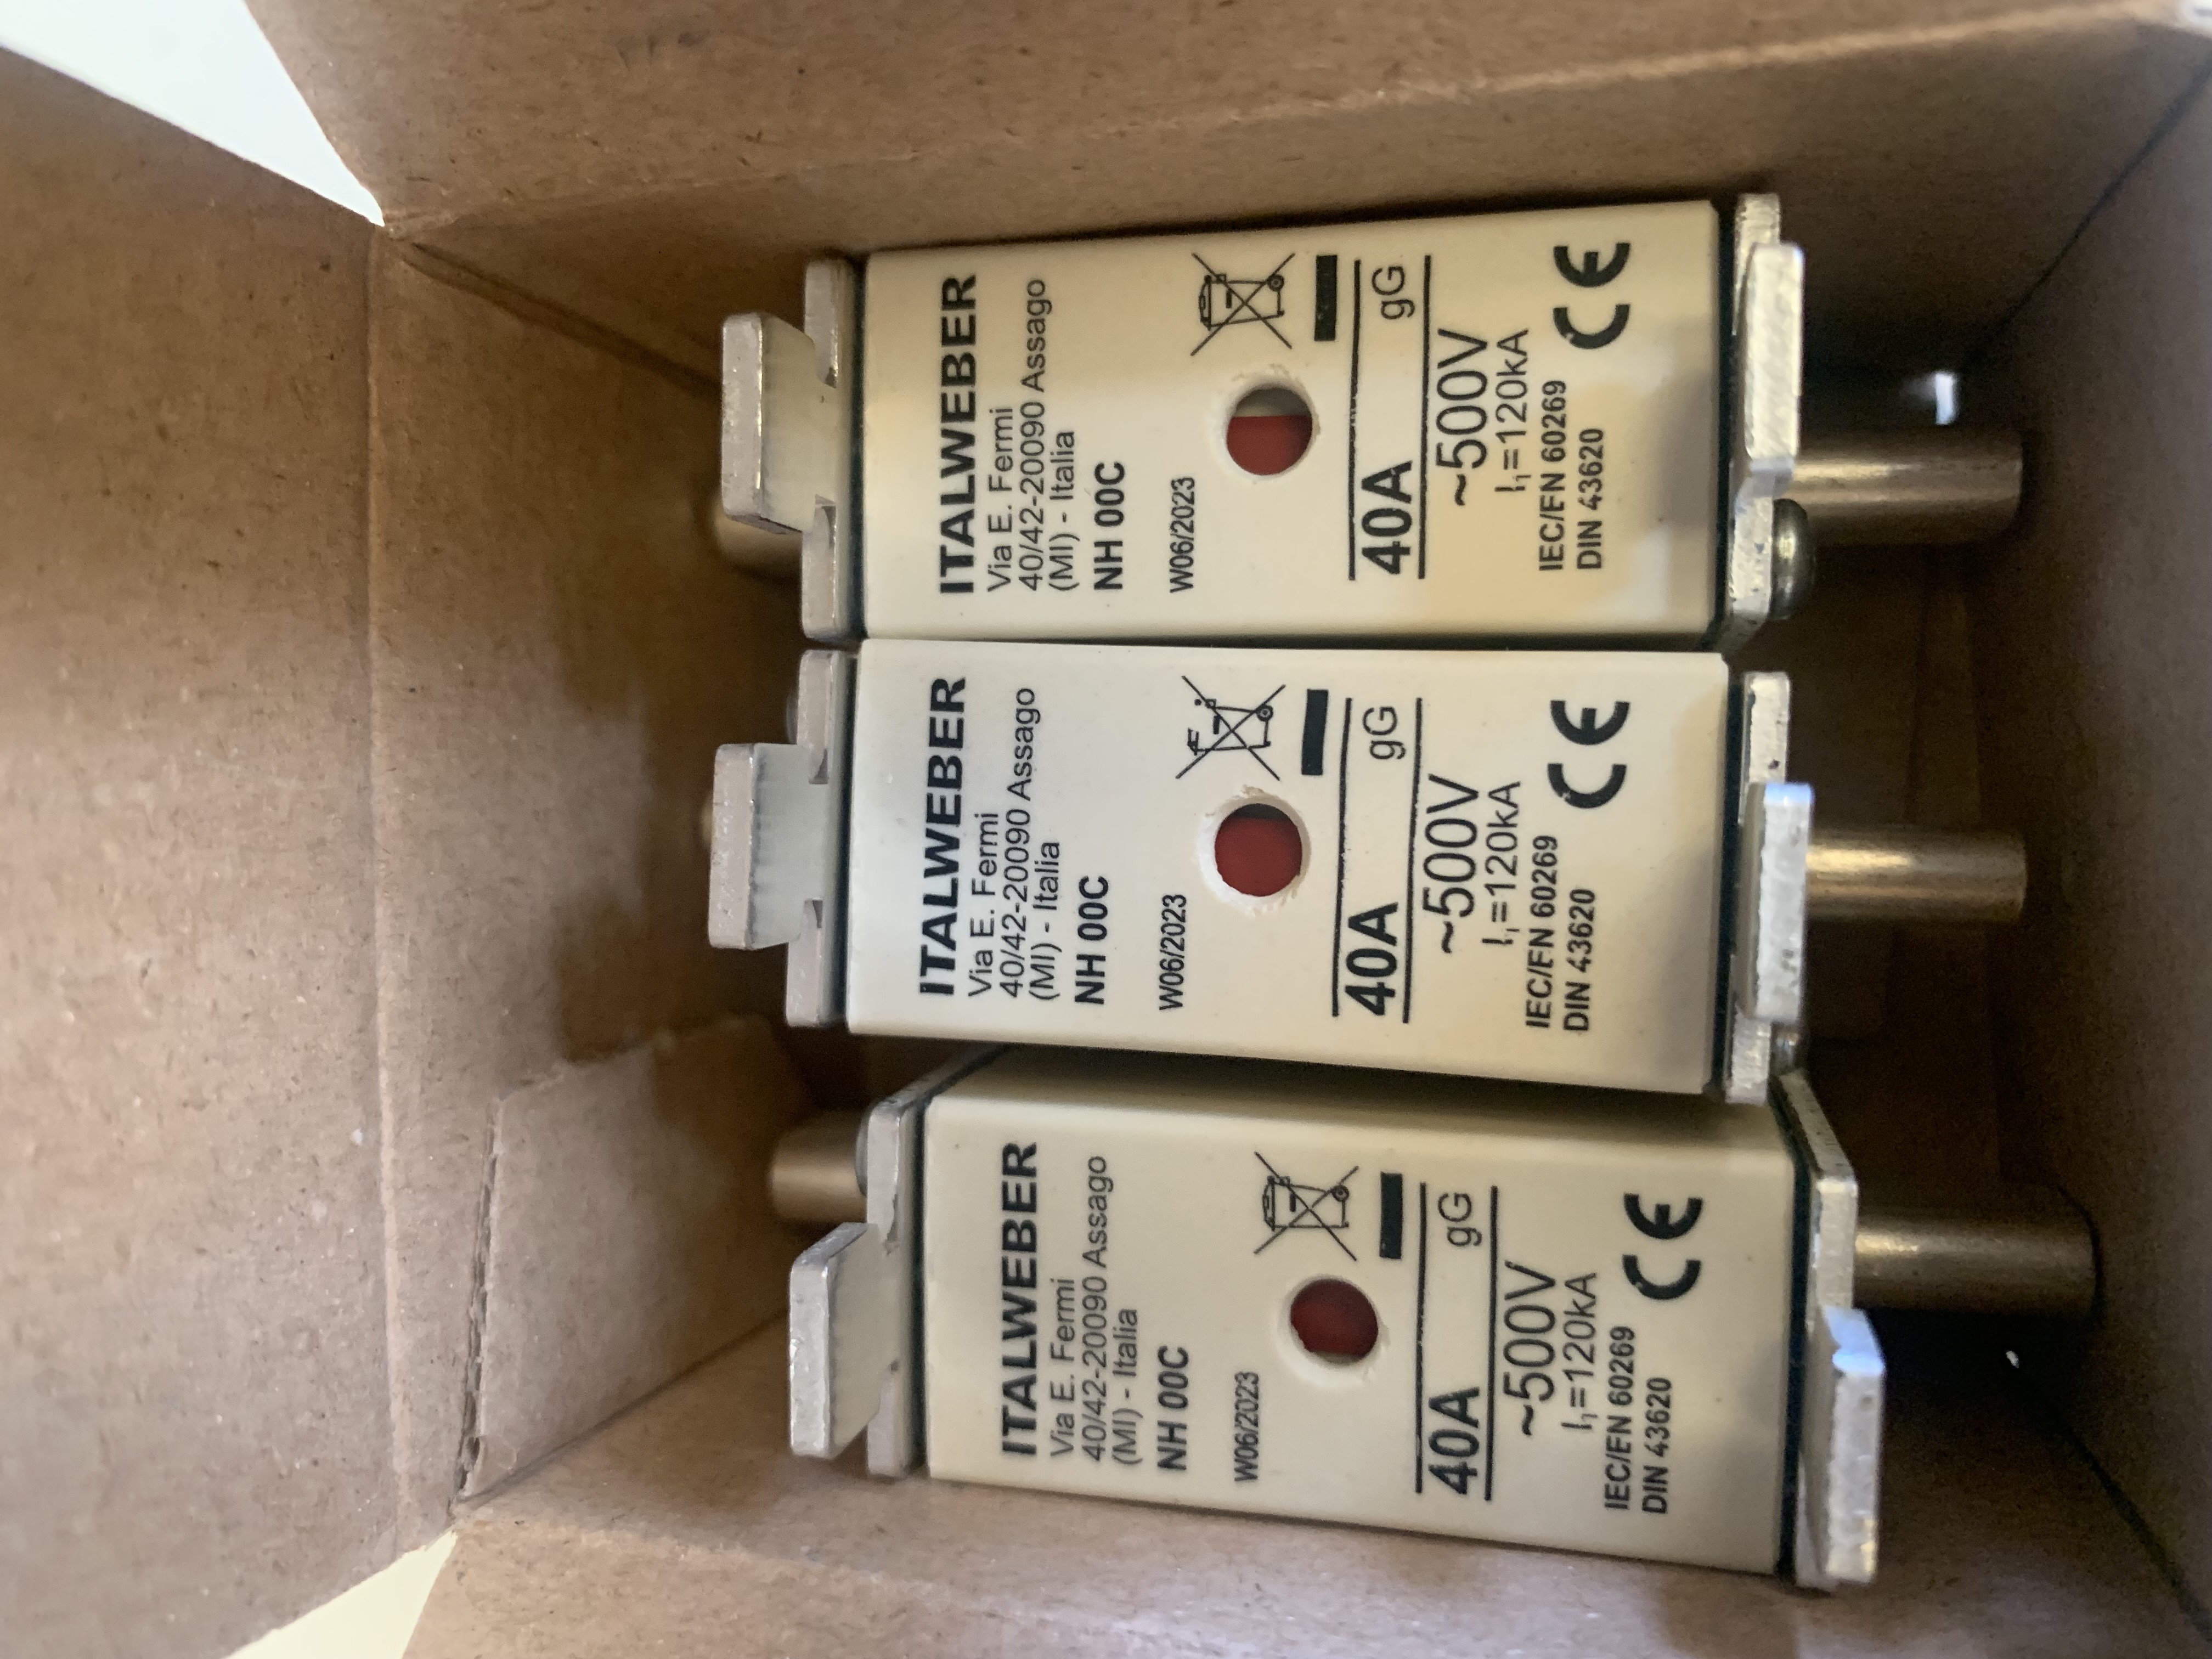 ITALWEBER
Via E. Fermi
40/42-20090 Assago
(MI) - Italia
NH 00C
W06/2023
40A gG
~500V
I₁=120kA
IEC/EN 60269
DIN 43620
CE
ITALWEBER
Via E. Fermi
40/42-20090 Assago
(MI) - Italia
NH 00C
W06/2023
40A gG
~500V
I₁=120kA
IEC/EN 60269
DIN 43620
CE
ITALWEBER
Via E. Fermi
40/42-20090 Assago
(MI) - Italia
NH 00C
W06/2023
40A gG
~500V
I₁=120kA
IEC/EN 60269
DIN 43620
CE